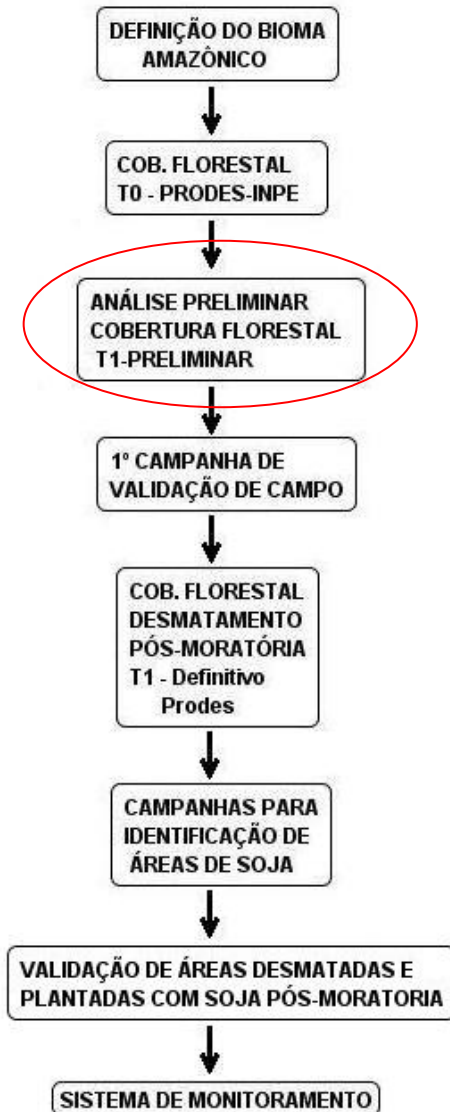 DEFINIÇÃO DO BIOMA
AMAZÔNICO
COB. FLORESTAL
T0 - PRODES-INPE
ANÁLISE PRELIMINAR
COBERTURA FLORESTAL
T1-PRELIMINAR
1º CAMPANHA DE
VALIDAÇÃO DE CAMPO
COB. FLORESTAL
DESMATAMENTO
PÓS-MORATÓRIA
T1 - Definitivo
Prodes
CAMPANHAS PARA
IDENTIFICAÇÃO DE
ÁREAS DE SOJA
VALIDAÇÃO DE ÁREAS DESMATADAS E
PLANTADAS COM SOJA PÓS-MORATORIA
SISTEMA DE MONITORAMENTO